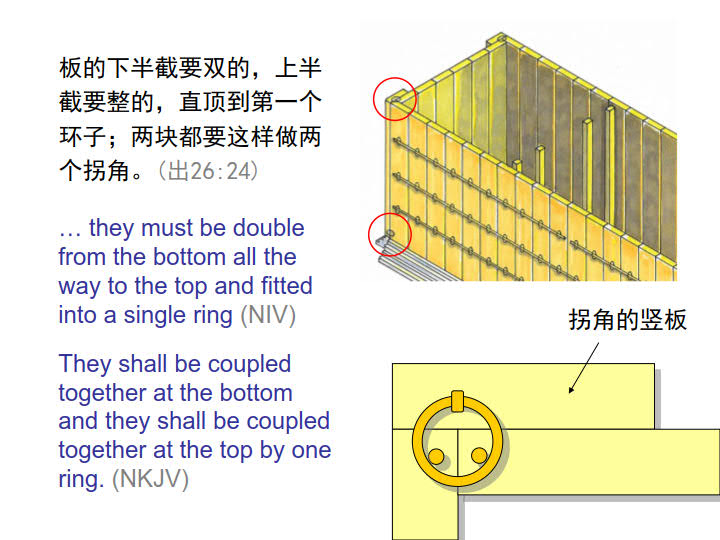 板的下半截要双的，上半
截要整的，直顶到第一个
环子；两块都要这样做两
个拐角。(出26:24)
… they must be double
from the bottom all the
way to the top and fitted
into a single ring (NIV)
They shall be coupled
together at the bottom
and they shall be coupled
together at the top by one
ring. (NKJV)
拐角的竖板